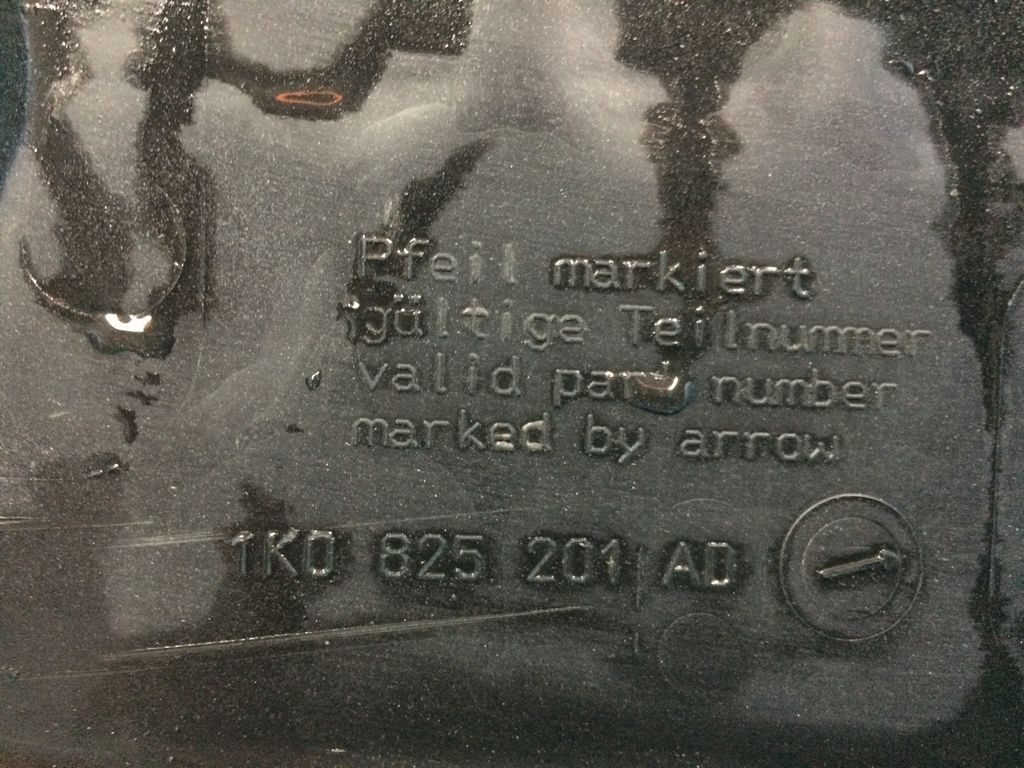 Pfeil markiert
gültige Teilnummer
valid part number
marked by arrow
1K0 825 201 AD